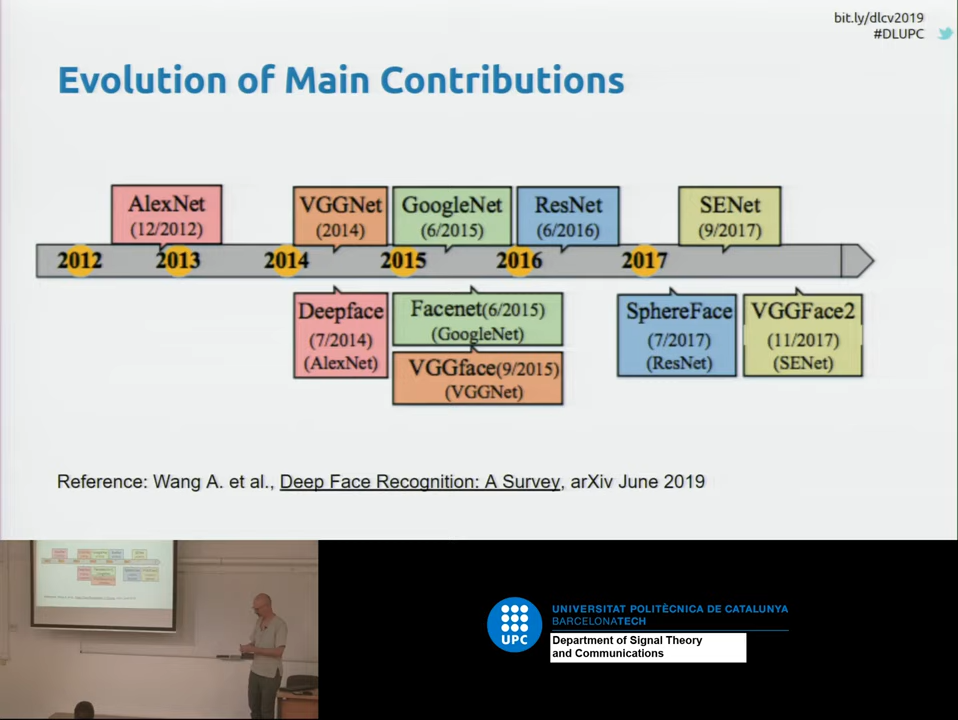 bit.ly/dlcv2019
#DLUPC
Evolution of Main Contributions
AlexNet
(12/2012)
VGGNet
(2014)
GoogleNet
(6/2015)
ResNet
(6/2016)
SENet
(9/2017)
2012 2013 2014 2015 2016 2017
Deepface
(7/2014)
(AlexNet)
Facenet(6/2015)
(GoogleNet)
VGGface(9/2015)
(VGGNet)
SphereFace
(7/2017)
(ResNet)
VGGFace2
(11/2017)
(SENet)
Reference: Wang A. et al., Deep Face Recognition: A Survey, arXiv June 2019
UPC
UNIVERSITAT POLITÈCNICA DE CATALUNYA
BARCELONATECH
Department of Signal Theory
and Communications